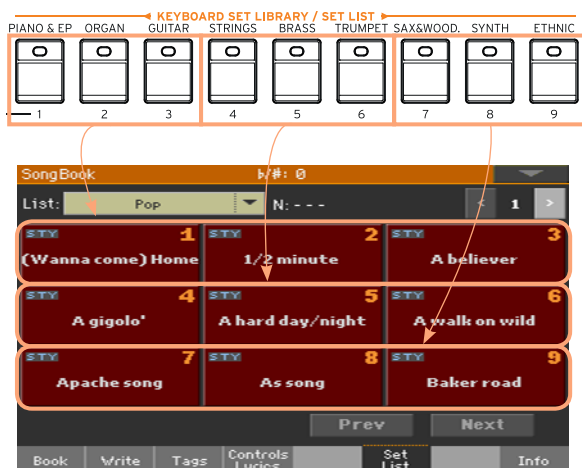 ◄ KEYBOARD SET LIBRARY / SET LIST ►
PIANO & EP ORGAN GUITAR STRINGS BRASS TRUMPET SAX&WOOD. SYNTH ETHNIC
1 2 3 4 5 6 7 8 9
SongBook ♭/#: 0
List: Pop N:--- < 1 >
STY 1 STY 2 STY 3
(Wanna come) Home 1/2 minute A believer
STY 4 STY 5 STY 6
A gigolo' A hard day/night A walk on wild
STY 7 STY 8 STY 9
Apache song As song Baker road
Prev Next
Book Write Tags Controls Set Info
Lyrics List